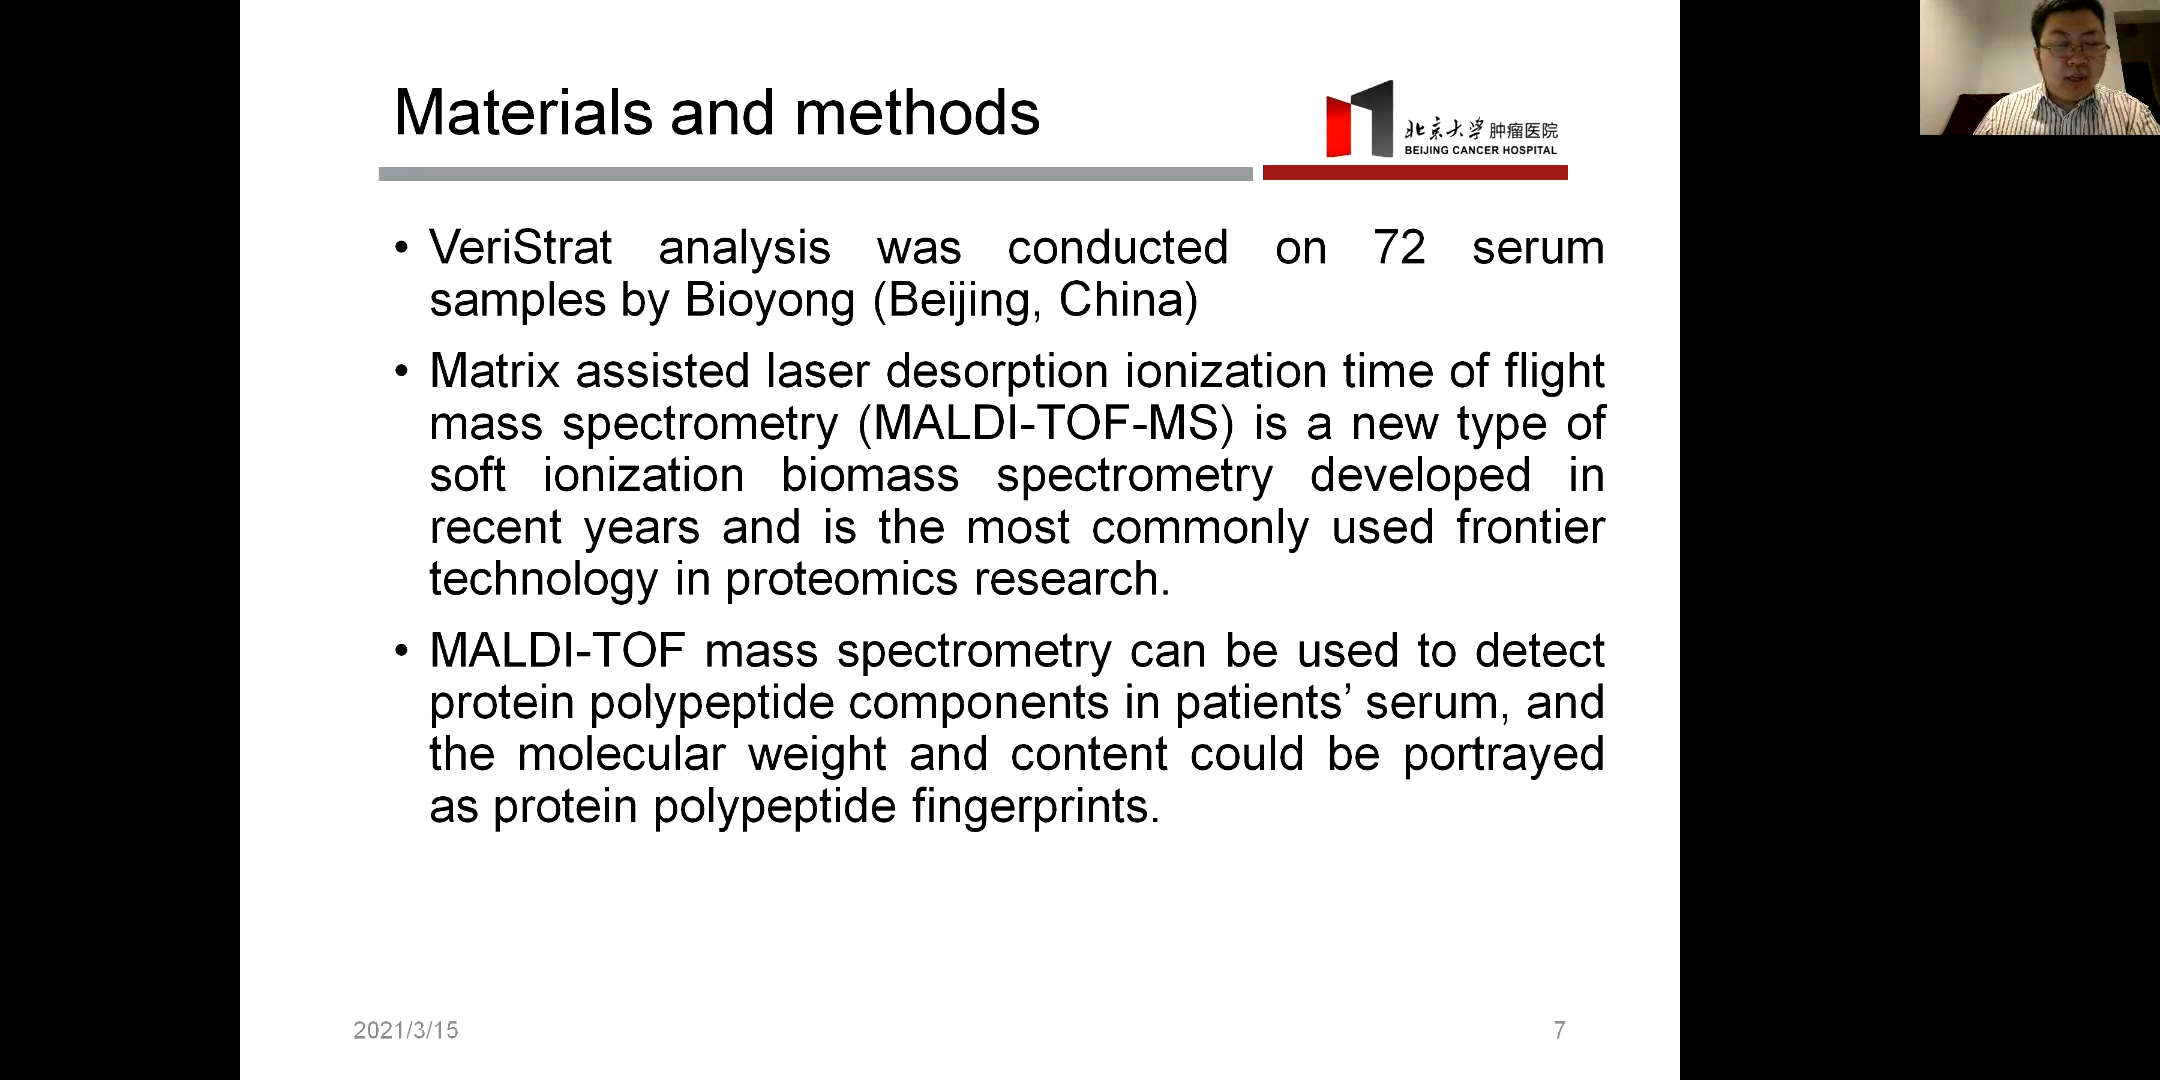 Materials and methods
北京大学肿瘤医院
BEIJING CANCER HOSPITAL
• VeriStrat analysis was conducted on 72 serum
samples by Bioyong (Beijing, China)
• Matrix assisted laser desorption ionization time of flight
mass spectrometry (MALDI-TOF-MS) is a new type of
soft ionization biomass spectrometry developed in
recent years and is the most commonly used frontier
technology in proteomics research.
• MALDI-TOF mass spectrometry can be used to detect
protein polypeptide components in patients’ serum, and
the molecular weight and content could be portrayed
as protein polypeptide fingerprints.
2021/3/15
7